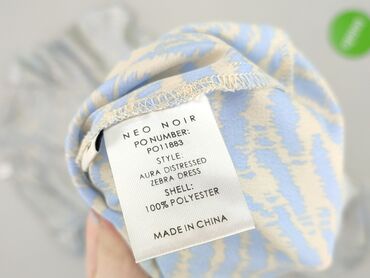 NEO NOIR
PO NUMBER:
PO11883
STYLE:
AURA DISTRESSED
ZEBRA DRESS
SHELL:
100% POLYESTER
MADE IN CHINA